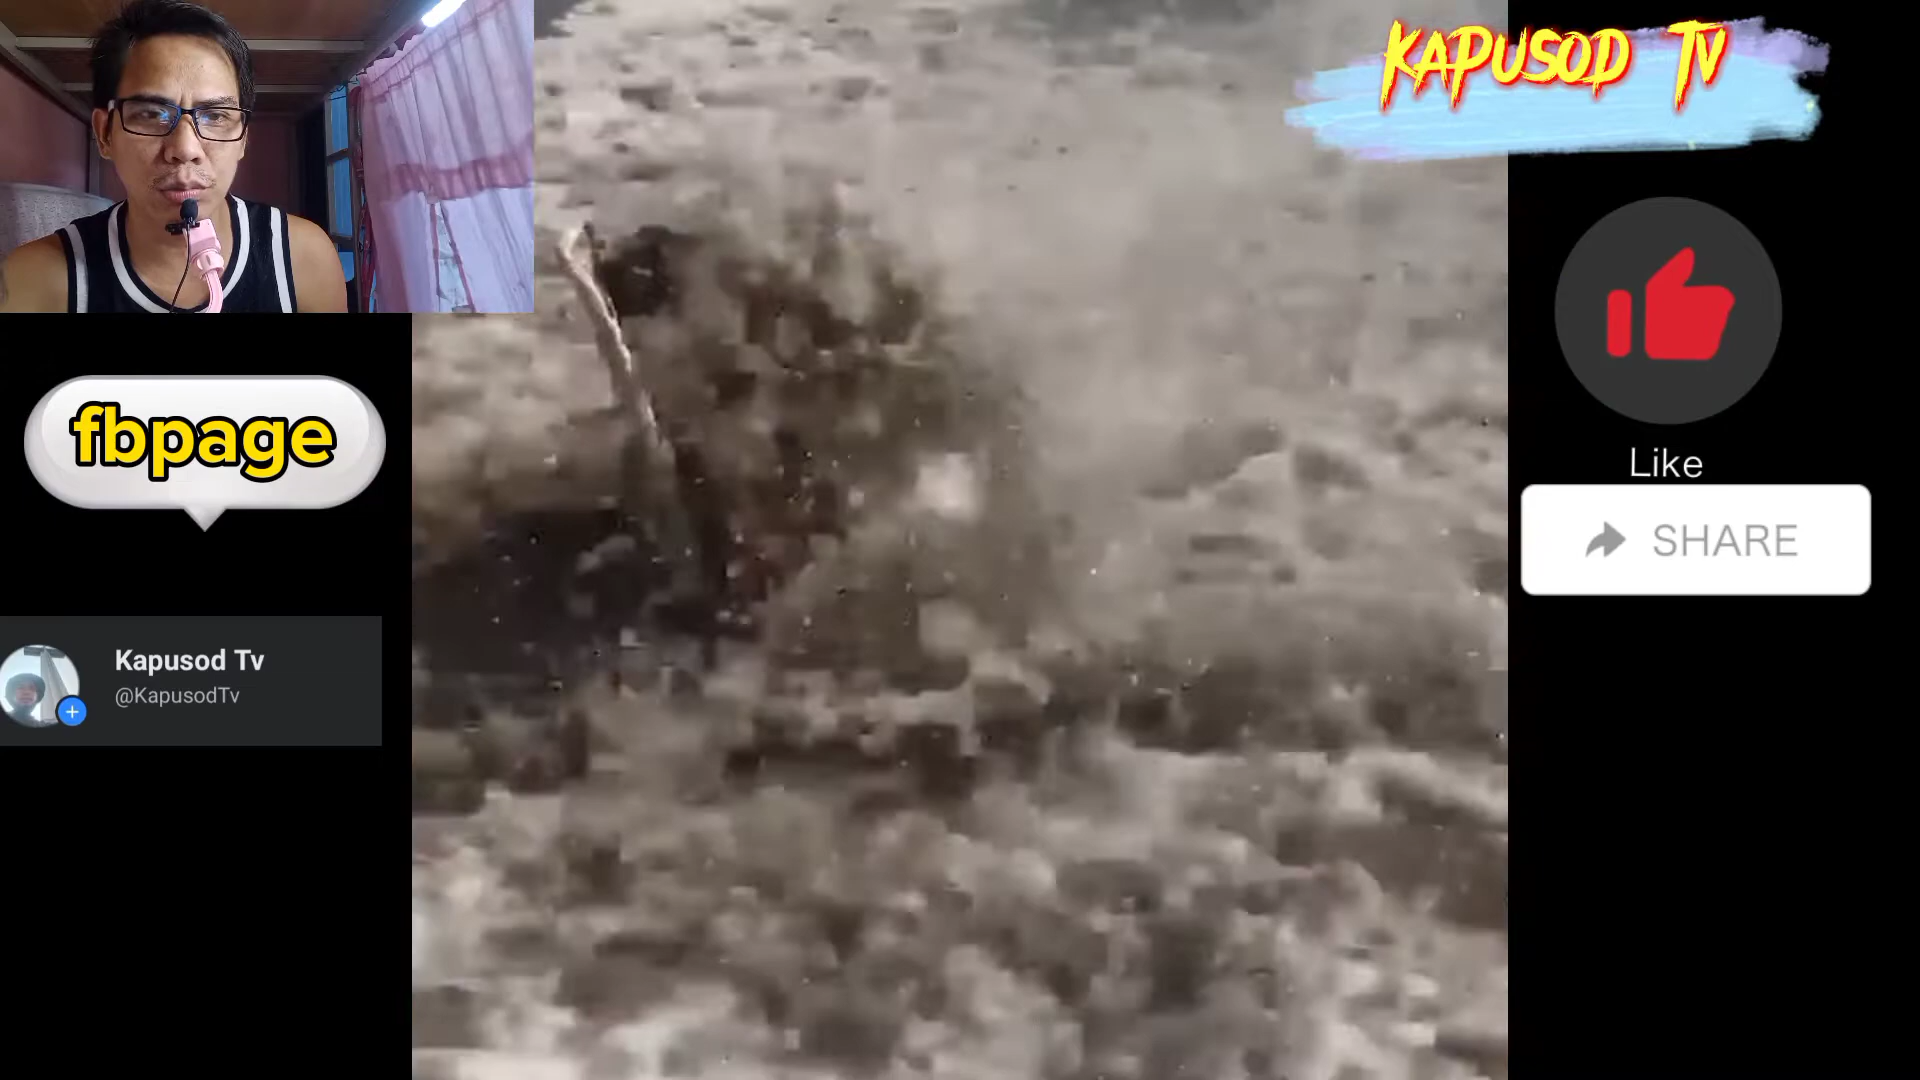 KAPUSOD TV
fbpage
Like
SHARE
Kapusod Tv
@KapusodTv